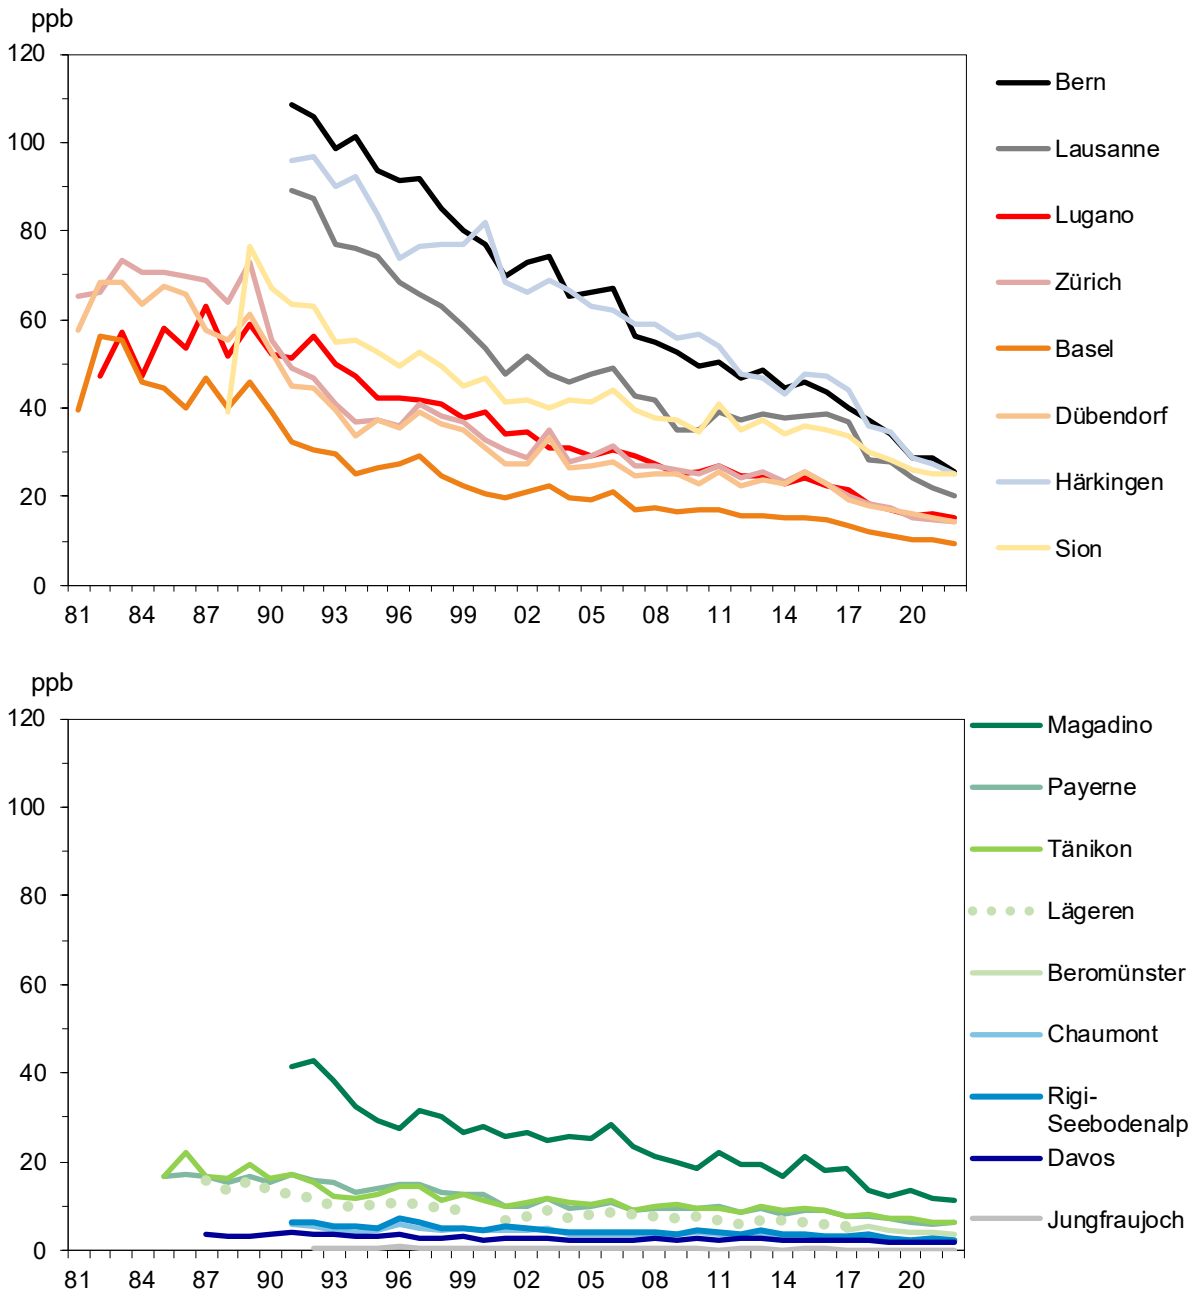 ppb
120
100
80
60
40
20
0
81 84 87 90 93 96 99 02 05 08 11 14 17 20
Bern
Lausanne
Lugano
Zürich
Basel
Dübendorf
Härkingen
Sion
ppb
120
100
80
60
40
20
0
81 84 87 90 93 96 99 02 05 08 11 14 17 20
Magadino
Payerne
Tänikon
Lägeren
Beromünster
Chaumont
Rigi-
Seebodenalp
Davos
Jungfraujoch